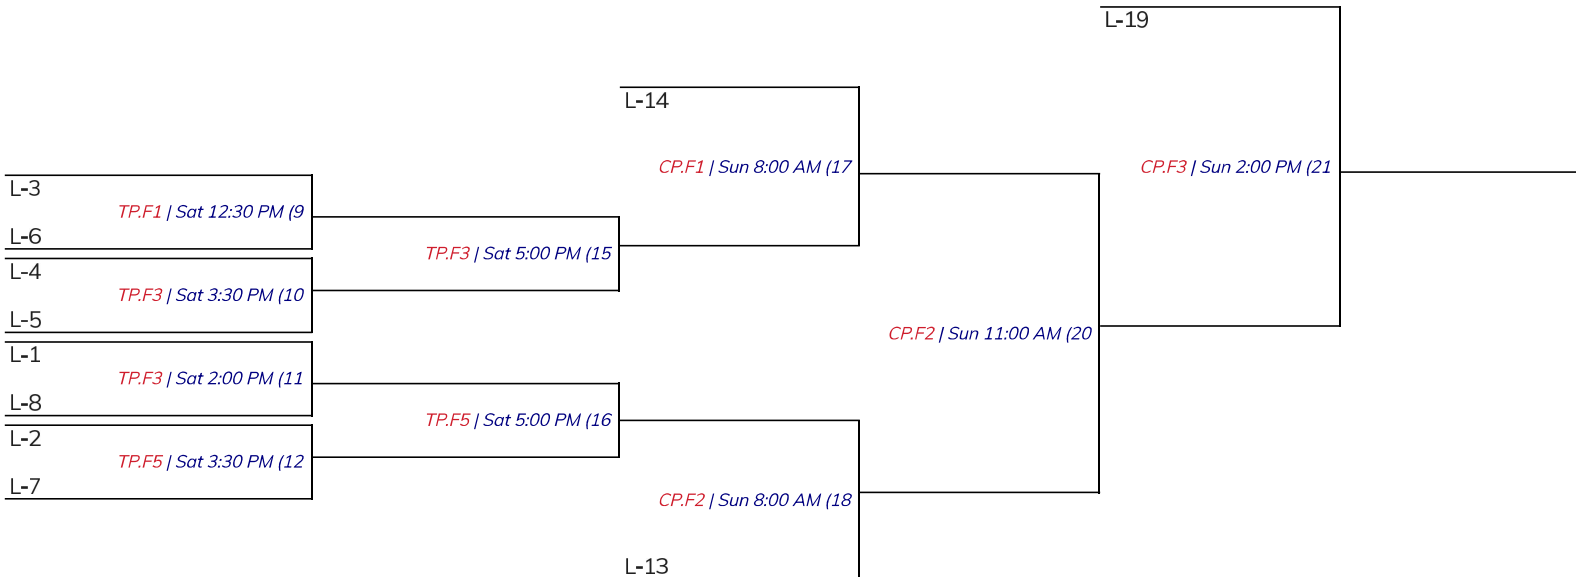 L-19
L-14
CP.F1 | Sun 8:00 AM (17
CP.F3 | Sun 2:00 PM (21
L-3
TP.F1 | Sat 12:30 PM (9
L-6
TP.F3 | Sat 5:00 PM (15
L-4
TP.F3 | Sat 3:30 PM (10
L-5
CP.F2 | Sun 11:00 AM (20
L-1
TP.F3 | Sat 2:00 PM (11
L-8
TP.F5 | Sat 5:00 PM (16
L-2
TP.F5 | Sat 3:30 PM (12
L-7
CP.F2 | Sun 8:00 AM (18
L-13